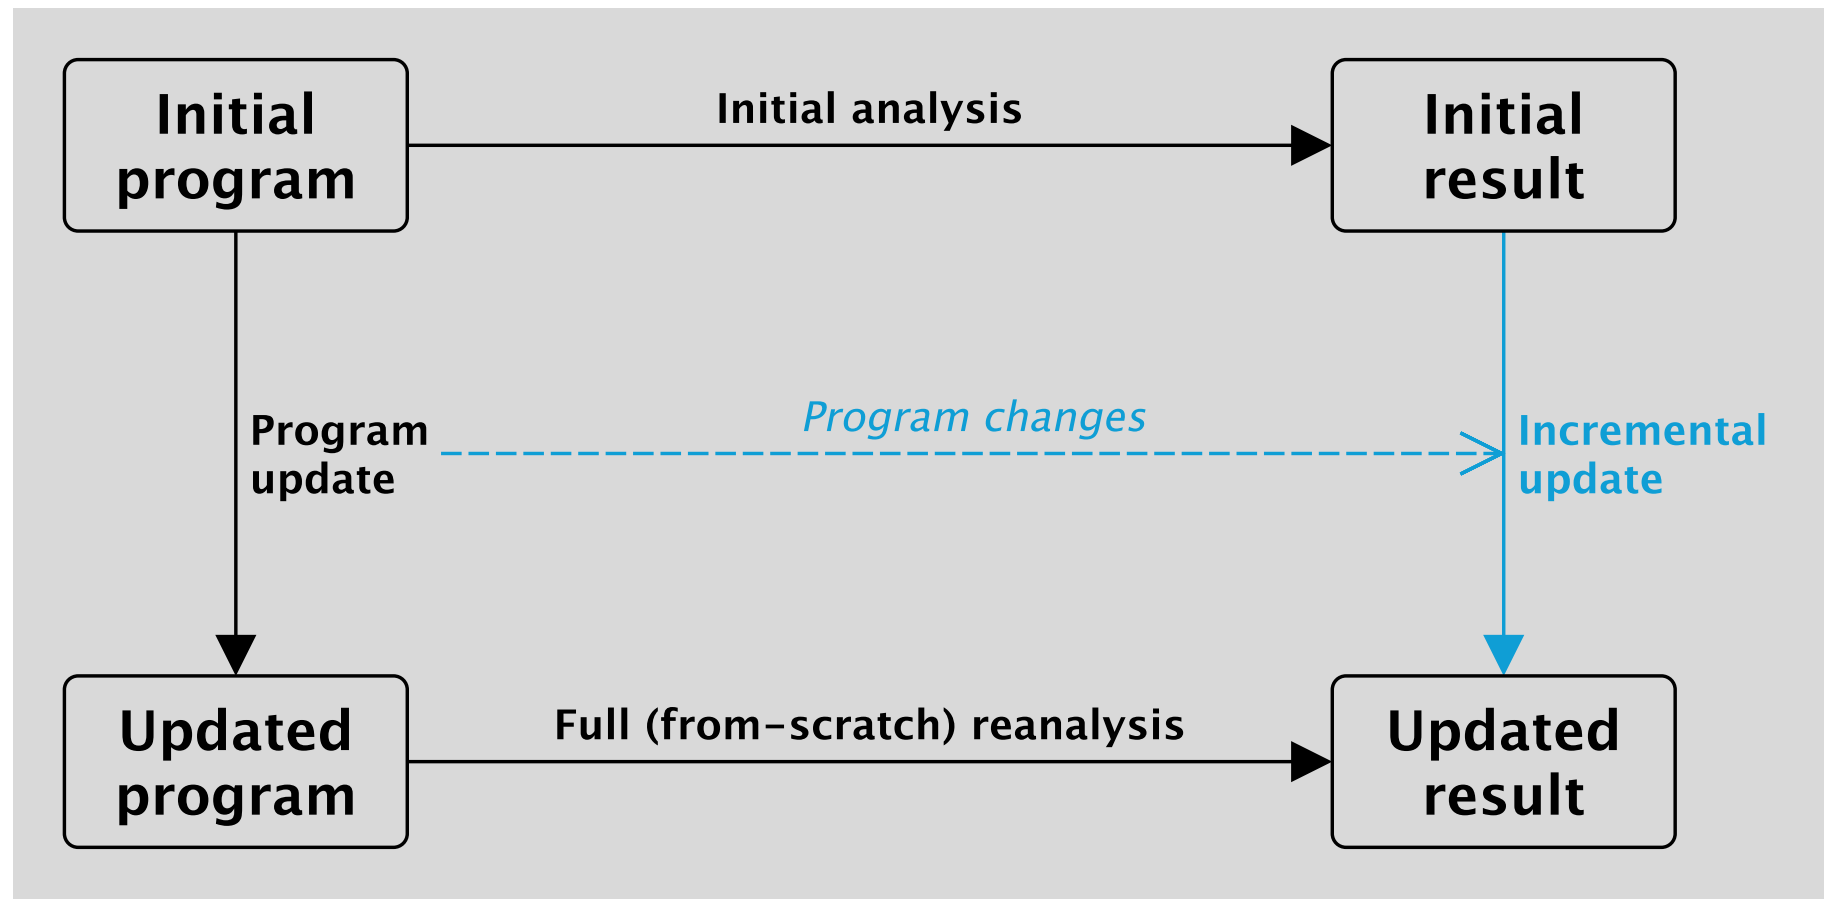 Initial
program
Initial analysis
Initial
result
Program
update
Program changes
Incremental
update
Updated
program
Full (from-scratch) reanalysis
Updated
result